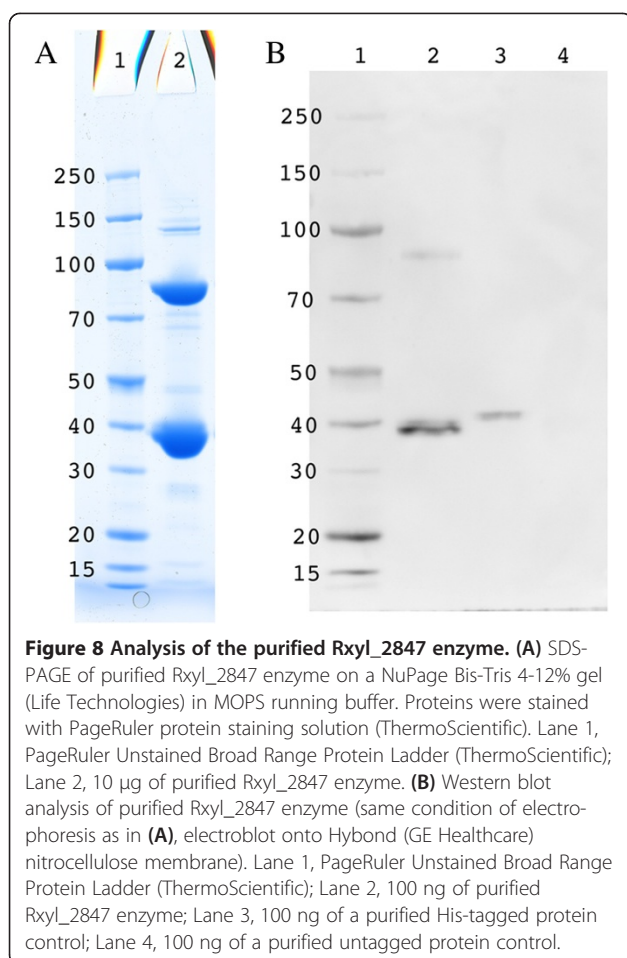 A
1
2
250
150
100
70
50
40
30
20
15
B
1 2 3 4
250
150
100
70
50
40
30
20
15
Figure 8 Analysis of the purified Rxyl_2847 enzyme. (A) SDS-
PAGE of purified Rxyl_2847 enzyme on a NuPage Bis-Tris 4-12% gel
(Life Technologies) in MOPS running buffer. Proteins were stained
with PageRuler protein staining solution (ThermoScientific). Lane 1,
PageRuler Unstained Broad Range Protein Ladder (ThermoScientific);
Lane 2, 10 μg of purified Rxyl_2847 enzyme. (B) Western blot
analysis of purified Rxyl_2847 enzyme (same condition of electro-
phoresis as in (A), electroblot onto Hybond (GE Healthcare)
nitrocellulose membrane). Lane 1, PageRuler Unstained Broad Range
Protein Ladder (ThermoScientific); Lane 2, 100 ng of purified
Rxyl_2847 enzyme; Lane 3, 100 ng of a purified His-tagged protein
control; Lane 4, 100 ng of a purified untagged protein control.